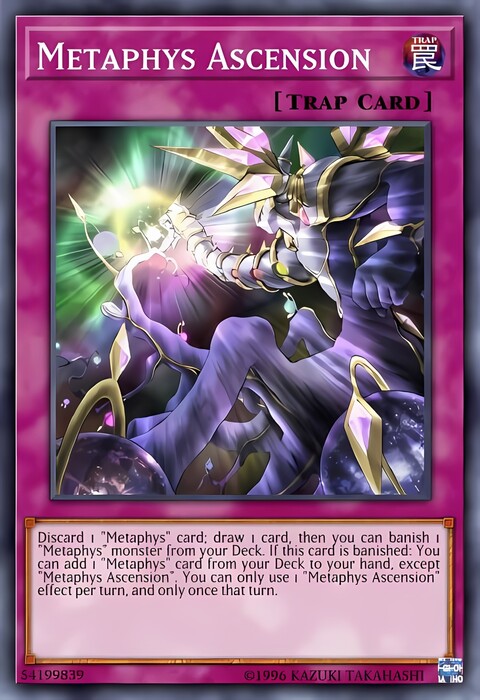 METAPHYS ASCENSION
TRAP
罠
[TRAP CARD]
Discard 1 "Metaphys" card; draw 1 card, then you can banish 1
"Metaphys" monster from your Deck. If this card is banished: You
can add 1 "Metaphys" card from your Deck to your hand, except
"Metaphys Ascension". You can only use 1 "Metaphys Ascension"
effect per turn, and only once that turn.
54199839
©1996 KAZUKI TAKAHASHI